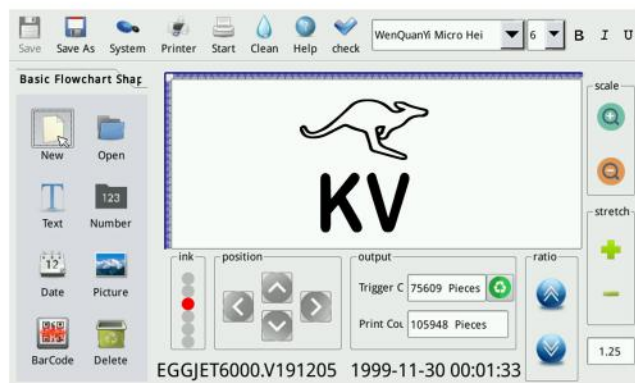 Save Save As System Printer Start Clean Help check WenQuanYi Micro Hei 6 B I U
Basic Flowchart Shap
New Open
Text Number
123
Date Picture
12
BarCode Delete
KV
scale
stretch
ink position output ratio
Trigger C 75609 Pieces
Print Cou 105948 Pieces
1.25
EGGJET6000.V191205 1999-11-30 00:01:33